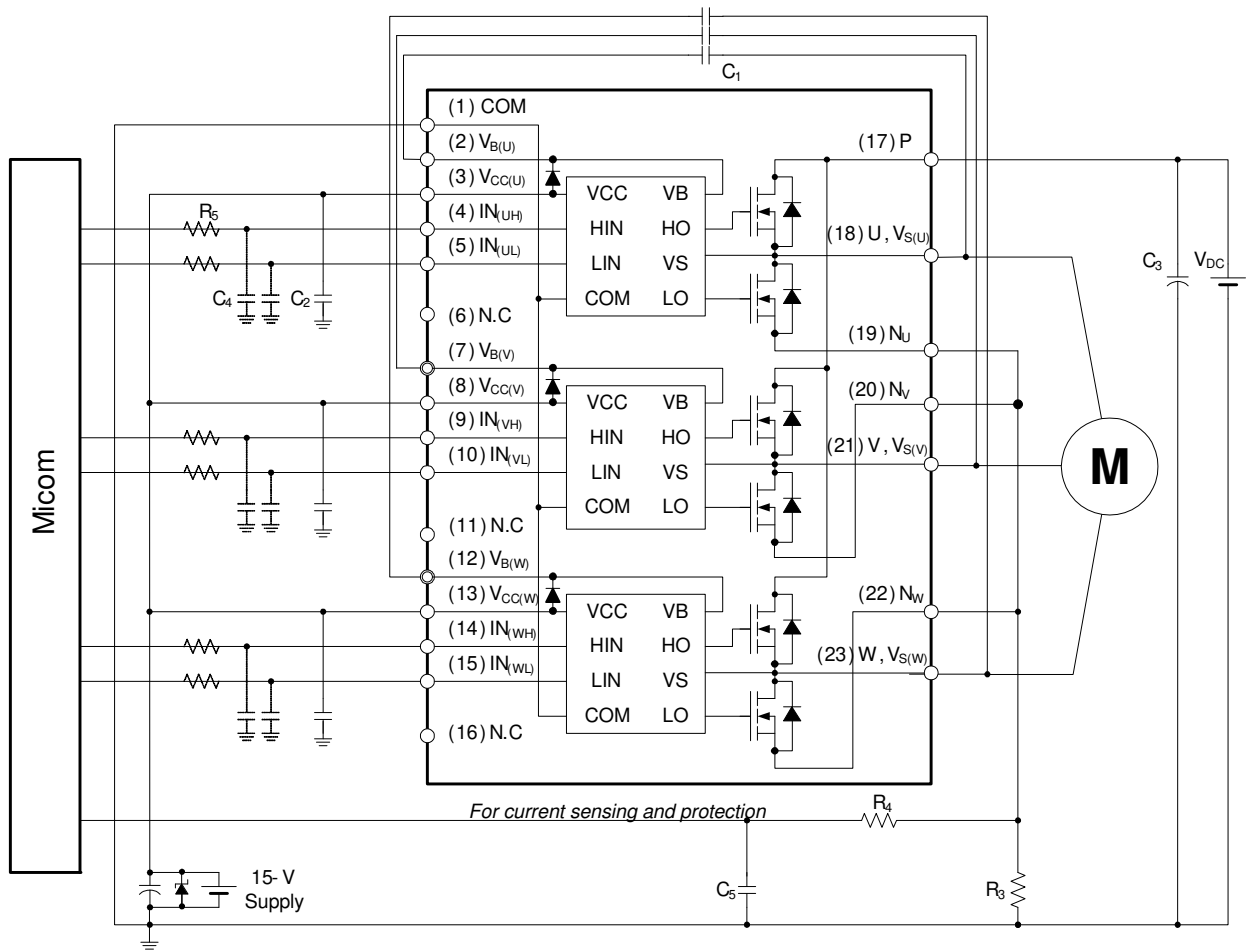 C1
(1) COM
(2) VB(U)
(3) VCC(U)
(4) IN(UH)
(5) IN(UL)
(6) N.C
(7) VB(V)
(8) VCC(V)
(9) IN(VH)
(10) IN(VL)
(11) N.C
(12) VB(W)
(13) VCC(W)
(14) IN(WH)
(15) IN(WL)
(16) N.C
VCC VB
HIN HO
LIN VS
COM LO
VCC VB
HIN HO
LIN VS
COM LO
VCC VB
HIN HO
LIN VS
COM LO
(17) P
(18) U, VS(U)
(19) NU
(20) NV
(21) V, VS(V)
(22) NW
(23) W, VS(W)
Micom
R5
C4
C2
C3
VDC
M
For current sensing and protection
R4
C5
R3
15- V
Supply